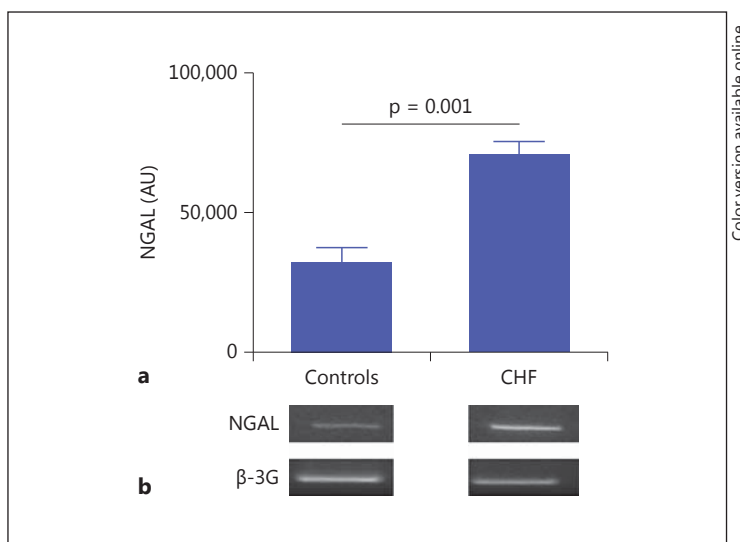 100,000
p = 0.001
NGAL (AU)
50,000
0
a
Controls
CHF
NGAL
β-3G
b
Color version available online